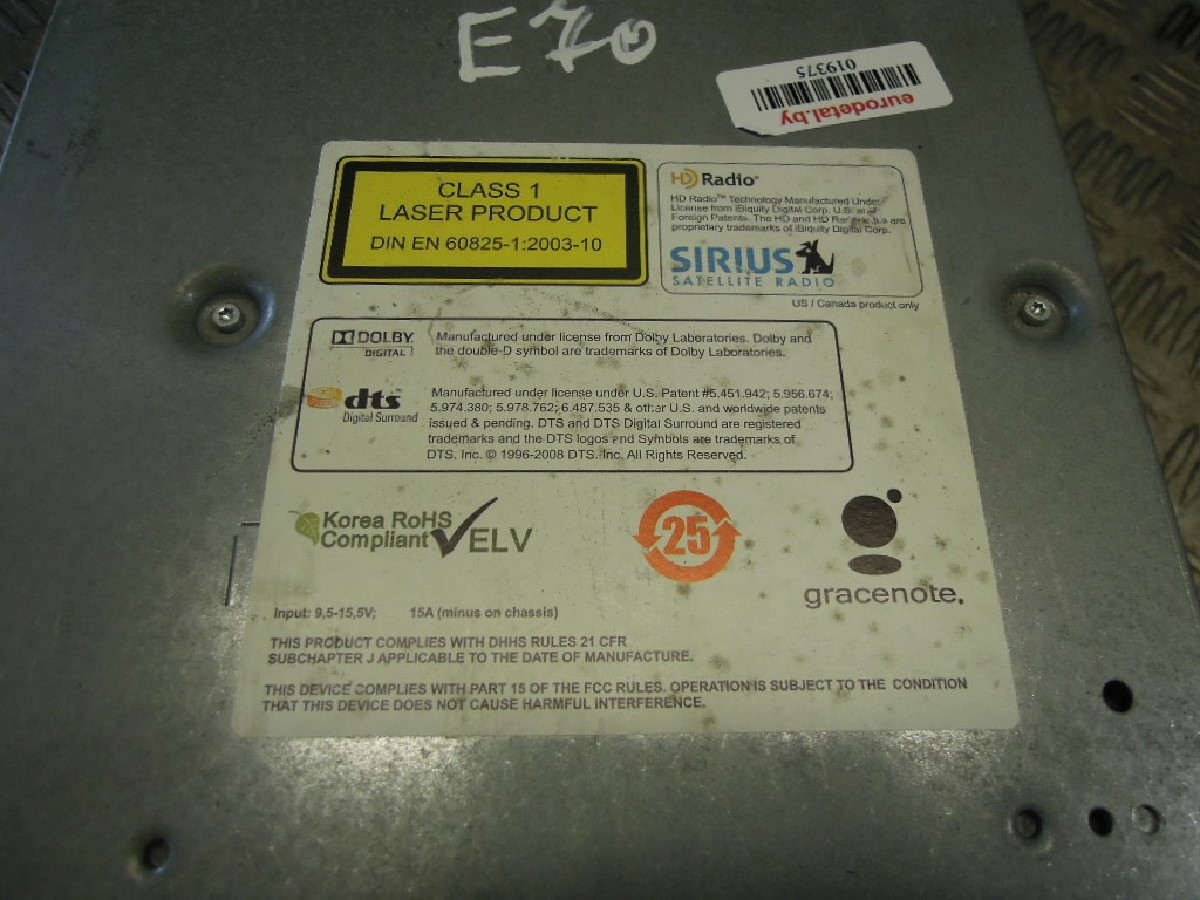 E70
019375
eurodetal.by
CLASS 1
LASER PRODUCT
DIN EN 60825-1:2003-10
HD Radio
HD Radio™ Technology Manufactured Under
License from iBiquity Digital Corp. U.S. and
Foreign Patents. The HD and HD Radio are
proprietary trademarks of iBiquity Digital Corp.
SIRIUS
SATELLITE RADIO
US / Canada product only
DOLBY
DIGITAL
Manufactured under license from Dolby Laboratories. Dolby and
the double-D symbol are trademarks of Dolby Laboratories.
dts
Digital Surround
Manufactured under license under U.S. Patent #5.451.942; 5.956.674;
5.974.380; 5.978.762; 6.487.535 & other U.S. and worldwide patents
issued & pending. DTS and DTS Digital Surround are registered
trademarks and the DTS logos and Symbols are trademarks of
DTS. Inc. © 1996-2008 DTS. Inc. All Rights Reserved.
Korea RoHS
Compliant
ELV
25
gracenote.
Input: 9,5-15,5V; 15A (minus on chassis)
THIS PRODUCT COMPLIES WITH DHHS RULES 21 CFR
SUBCHAPTER J APPLICABLE TO THE DATE OF MANUFACTURE.
THIS DEVICE COMPLIES WITH PART 15 OF THE FCC RULES. OPERATION IS SUBJECT TO THE CONDITION
THAT THIS DEVICE DOES NOT CAUSE HARMFUL INTERFERENCE.